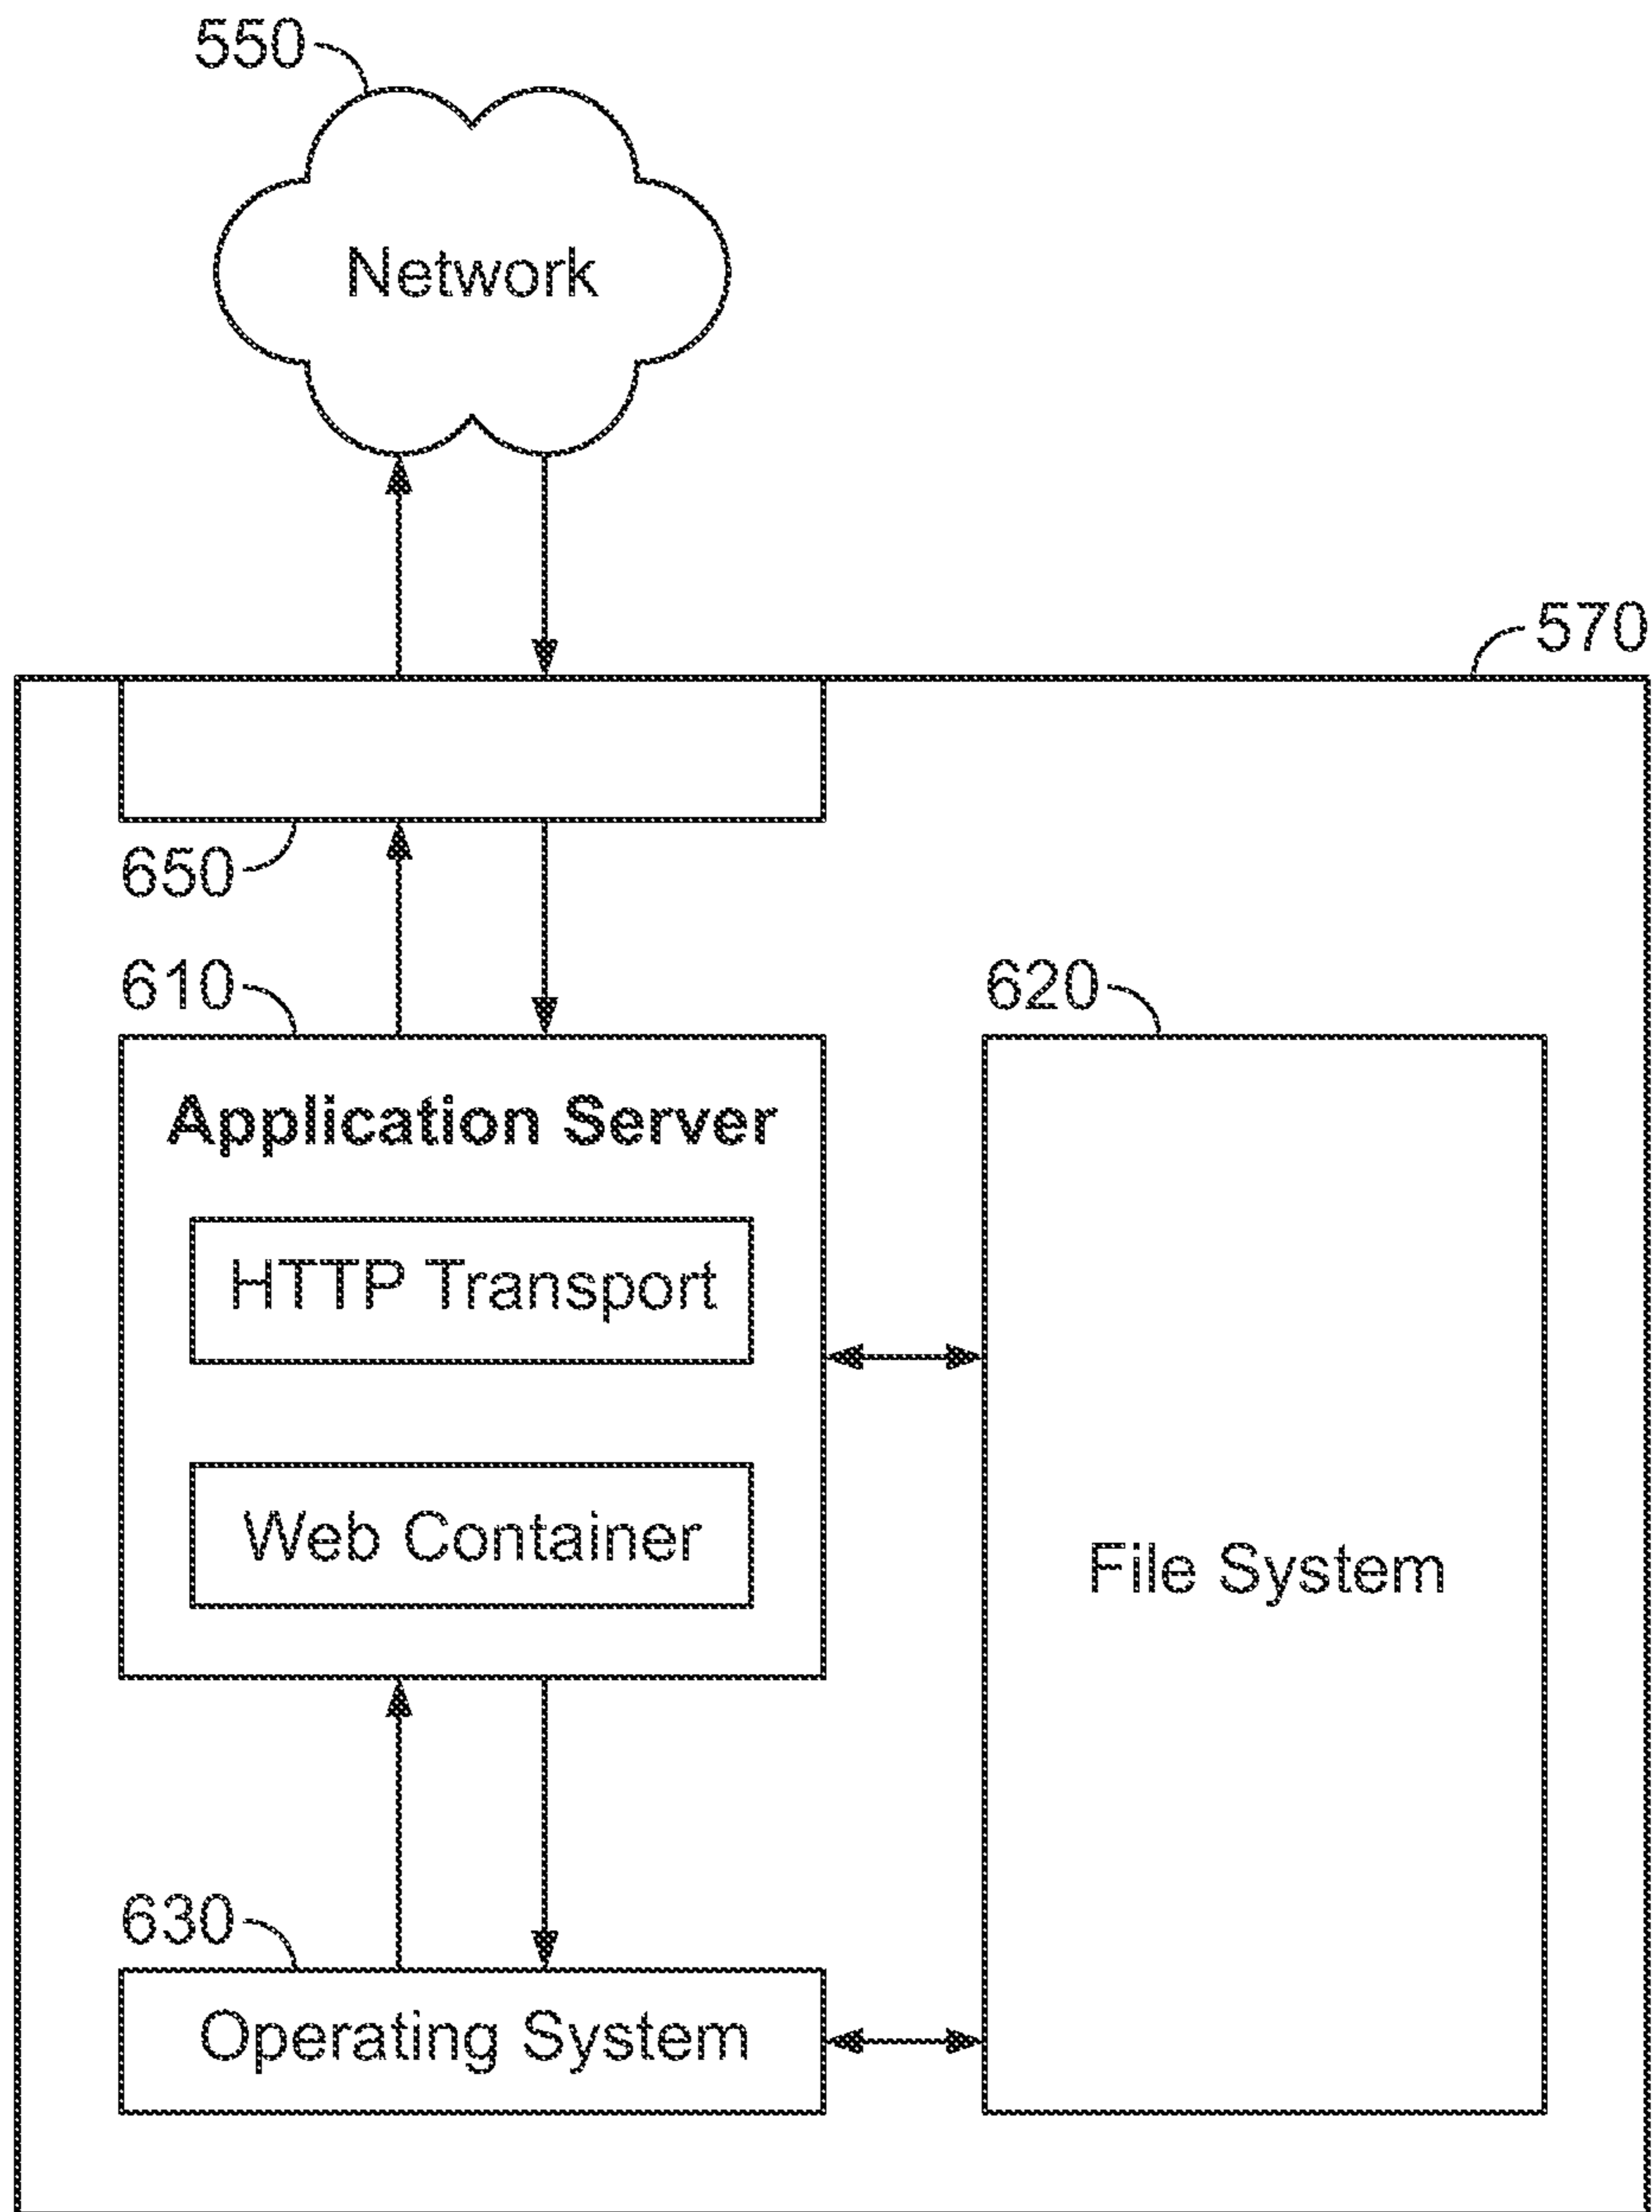 550
Network
570
650
610
620
Application Server
HTTP Transport
Web Container
File System
630
Operating System